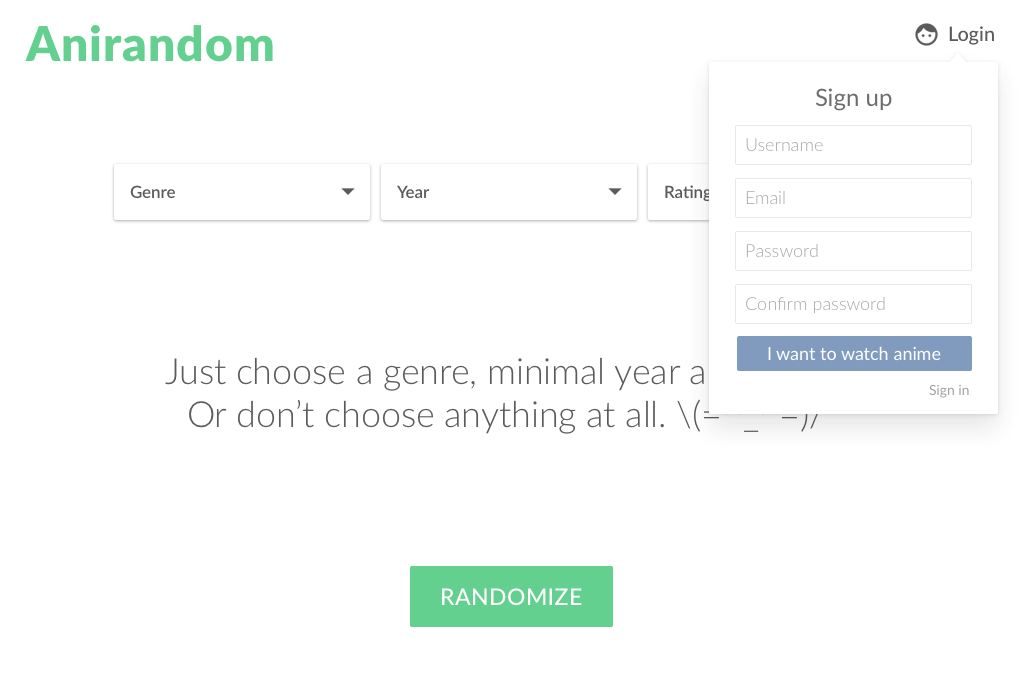 Anirandom
Login
Sign up
Username
Email
Password
Confirm password
I want to watch anime
Sign in
Genre
Year
Rating
Just choose a genre, minimal year a
Or don’t choose anything at all. \(= _ =)/
RANDOMIZE